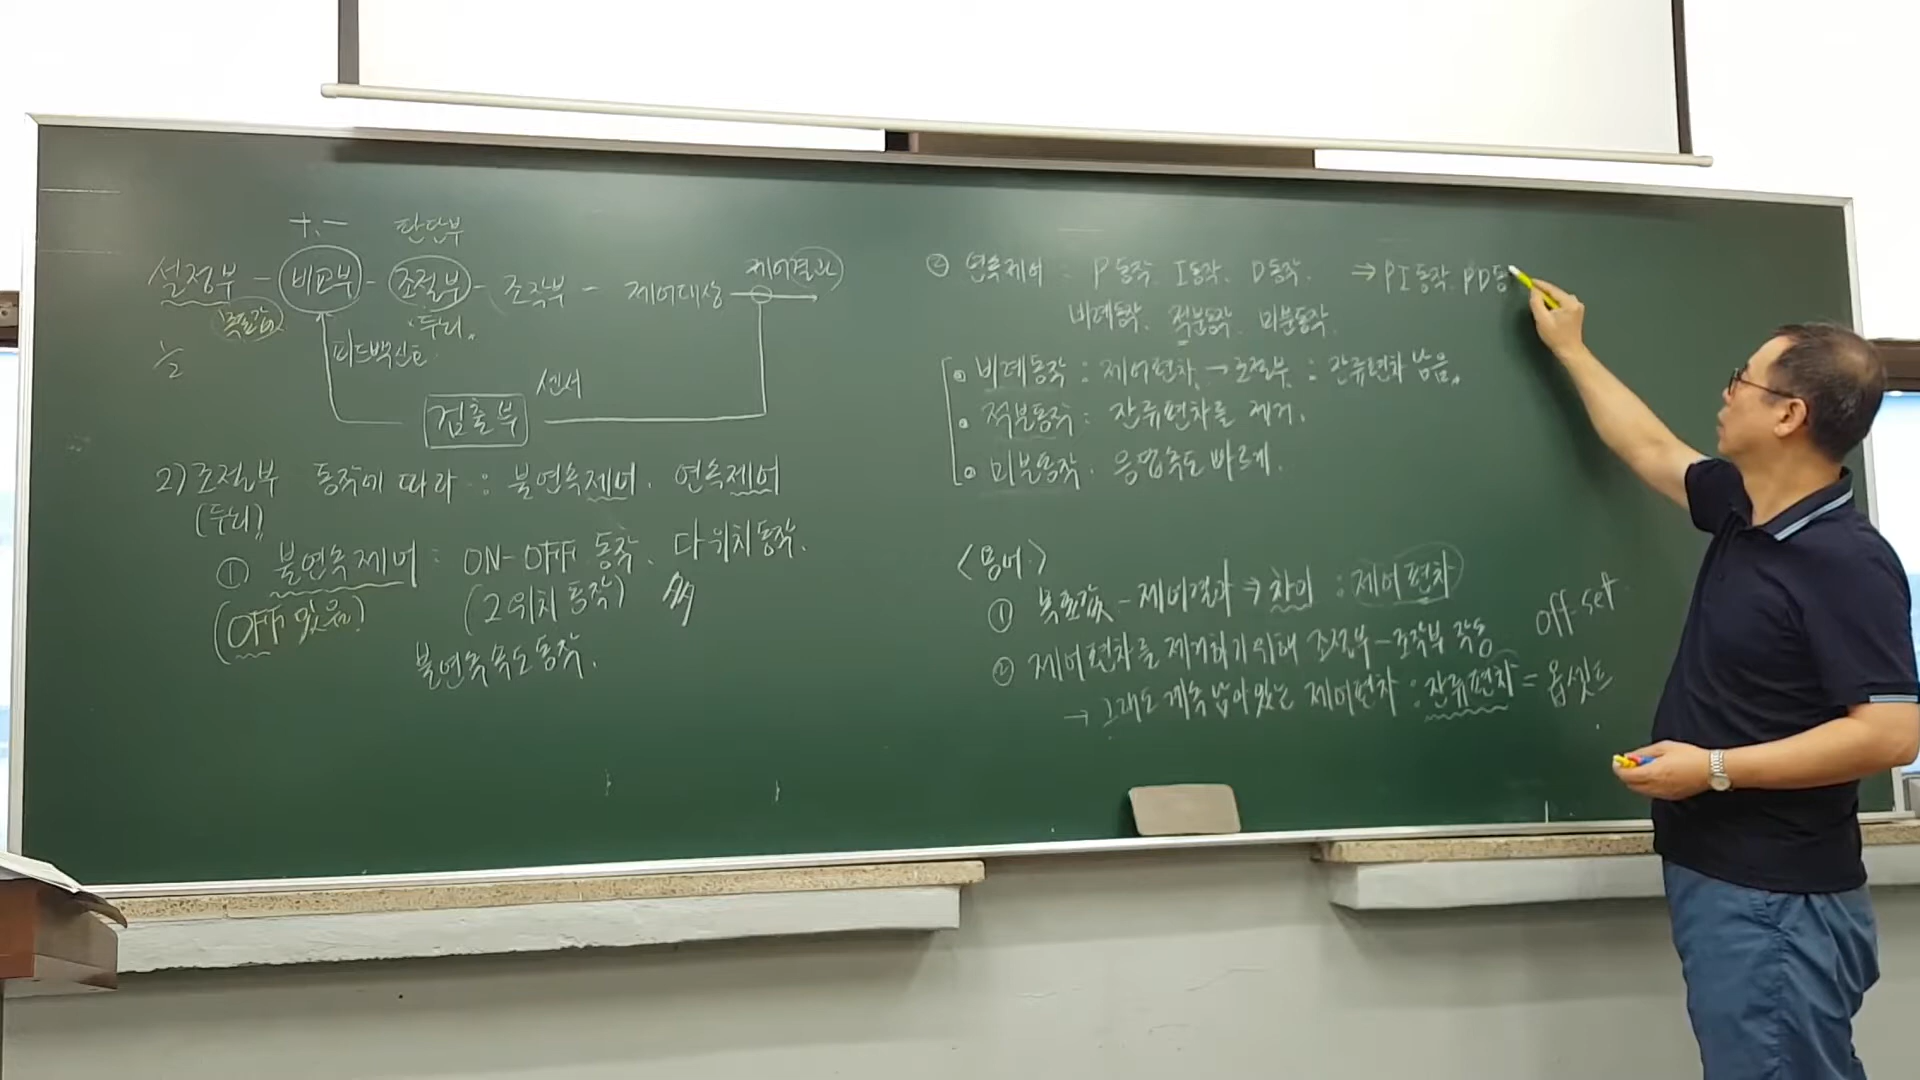 +、− 판단부
설정부 - 비교부 - 조절부 - 조작부 - 제어대상 제어결과
목표값 "두뇌"
½ 피드백신호
검출부 센서
2) 조절부 동작에 따라 : 불연속제어. 연속제어
(두뇌)
① 불연속제어 : ON-OFF 동작. 다위치동작.
(OFF 있음) (2위치 동작) 多
불연속 속도 동작.
② 연속제어 : P동작. I동작. D동작. ⇒ PI동작. PD동
비례동작. 적분동작. 미분동작.
• 비례동작 : 제어편차 → 조절부 : 잔류편차 남음.
• 적분동작 : 잔류편차를 제거.
• 미분동작. 응답속도 빠르게.
<용어.>
① 목표값 - 제어결과 → 차이 : 제어편차
② 제어편차를 제거하기위해 조절부-조작부 작동
off-set
→ 그래도 계속 남아있는 제어편차 : 잔류편차 = 옵셋트